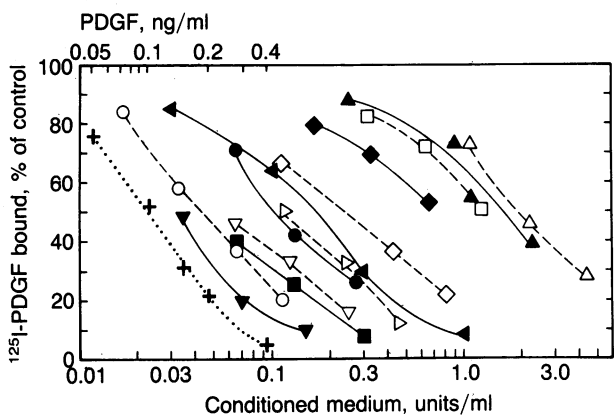 PDGF, ng/ml
0.05 0.1 0.2 0.4
100
80
60
40
20
0
¹²⁵I-PDGF bound, % of control
0.01 0.03 0.1 0.3 1.0 3.0
Conditioned medium, units/ml